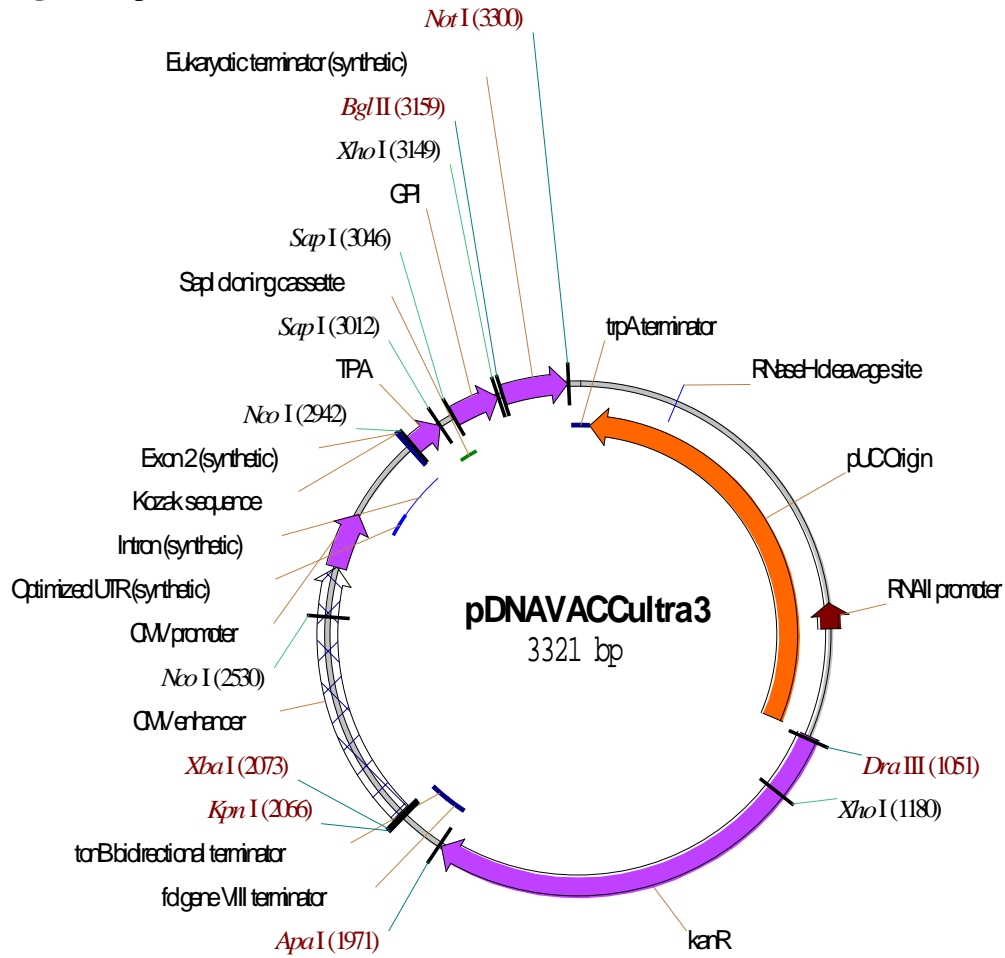 Not I (3300)
Eukaryotic terminator (synthetic)
Bgl II (3159)
Xho I (3149)
GPI
Sap I (3046)
SapI cloning cassette
Sap I (3012)
TPA
Nco I (2942)
Exon 2 (synthetic)
Kozak sequence
Intron (synthetic)
Optimized UTR (synthetic)
CMV promoter
Nco I (2530)
CMV enhancer
Xba I (2073)
Kpn I (2066)
tonB bidirectional terminator
fd gene VIII terminator
Apa I (1971)
trpA terminator
RNaseH cleavage site
pUC Origin
RNAII promoter
Dra III (1051)
Xho I (1180)
kanR
pDNAVACCultra3
3321 bp